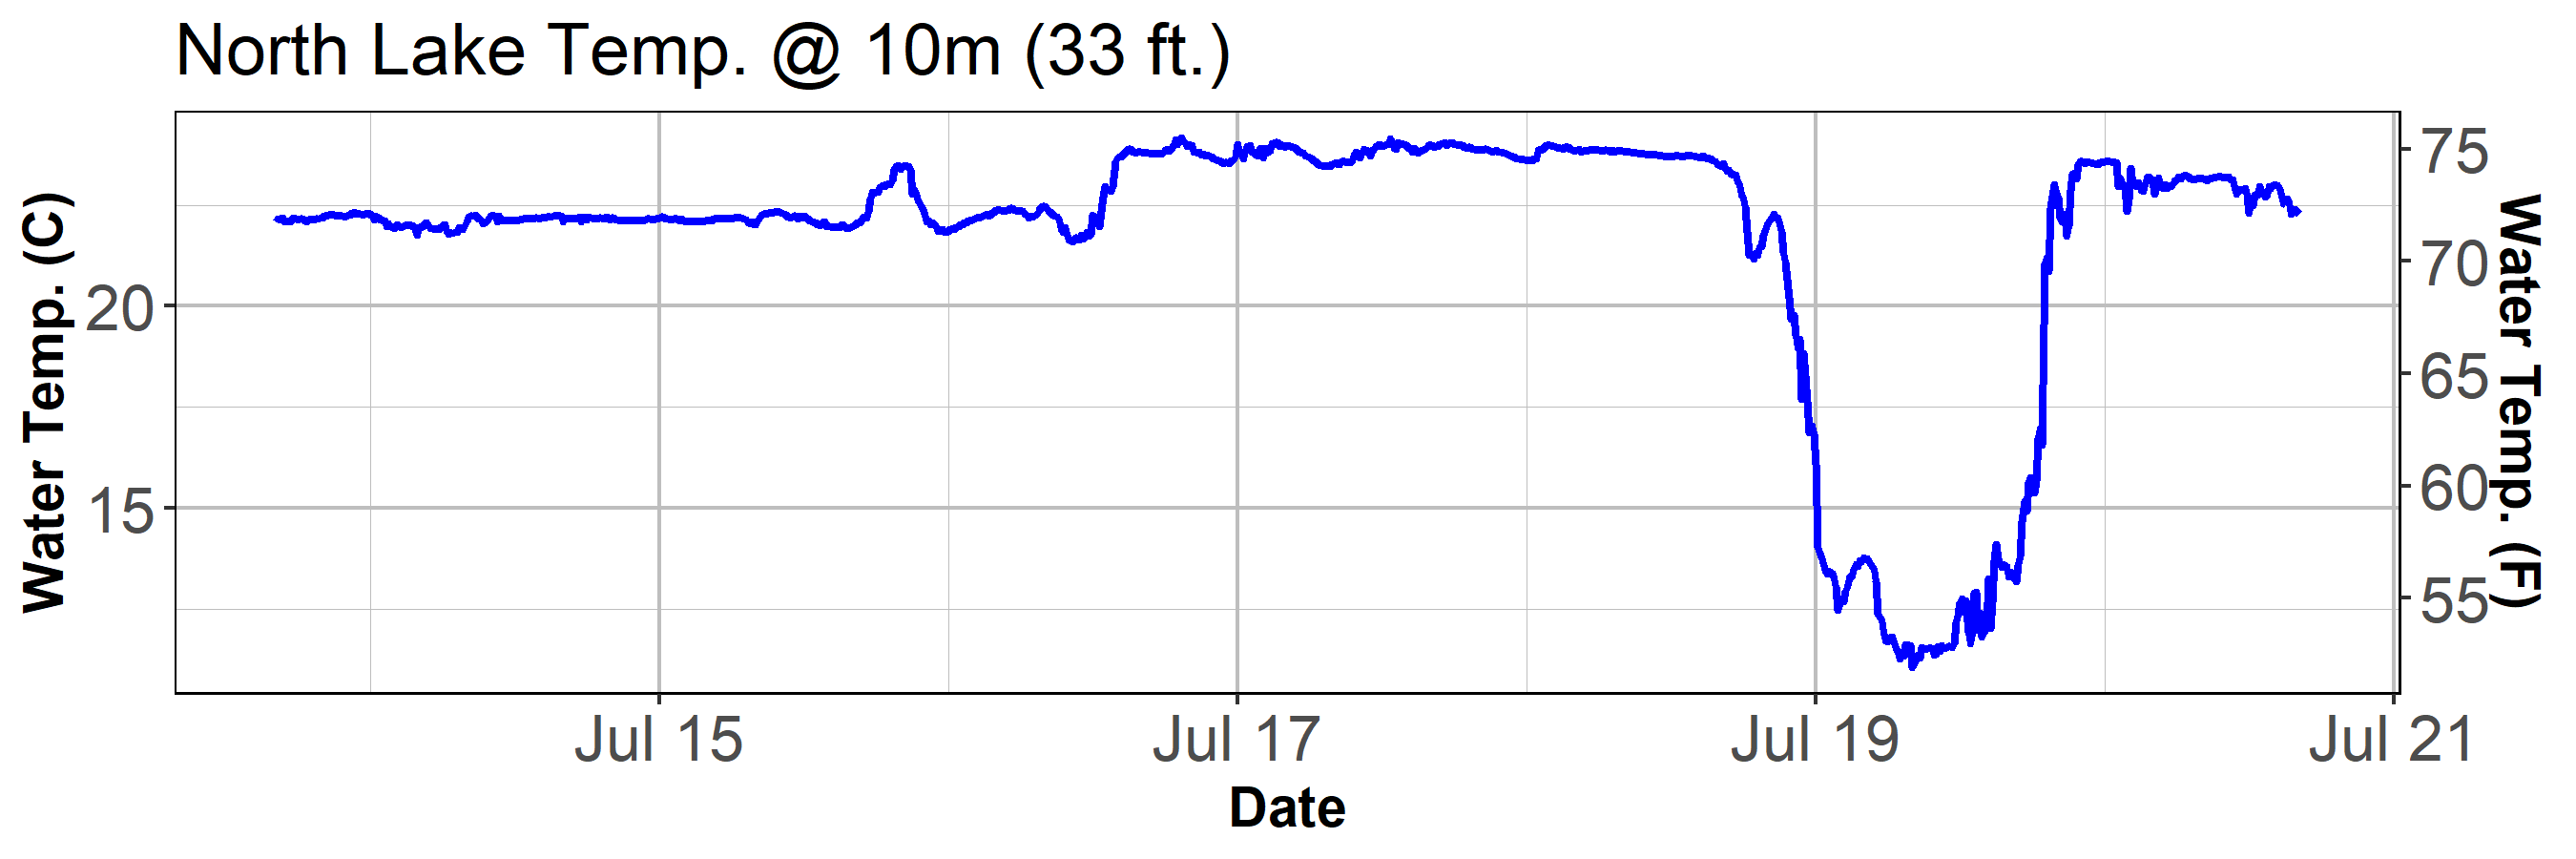 North Lake Temp. @ 10m (33 ft.)
Water Temp. (C)
20
15
75
70
65
60
55
Water Temp. (F)
Jul 15
Jul 17
Jul 19
Jul 21
Date